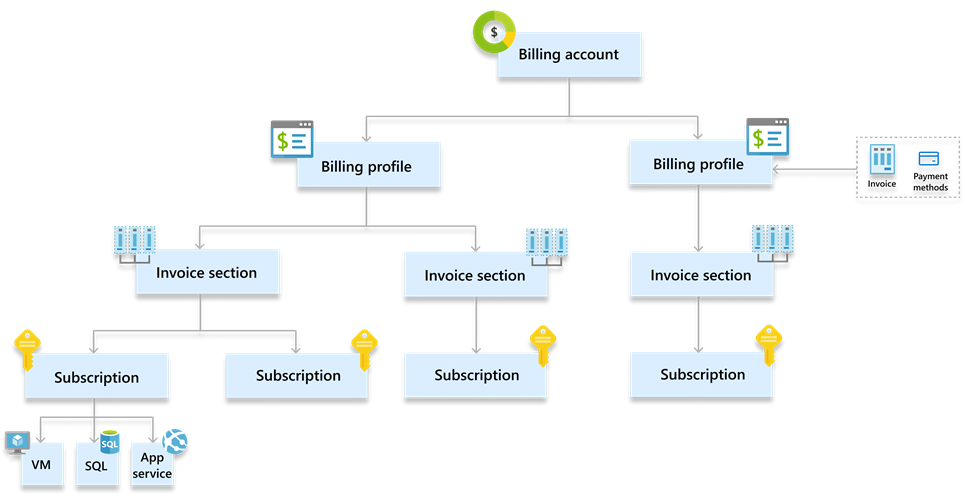 $
Billing account
$
Billing profile
$
Billing profile
Invoice
Payment
methods
Invoice section
Invoice section
Invoice section
Subscription
Subscription
Subscription
Subscription
VM
SQL
SQL
App
service